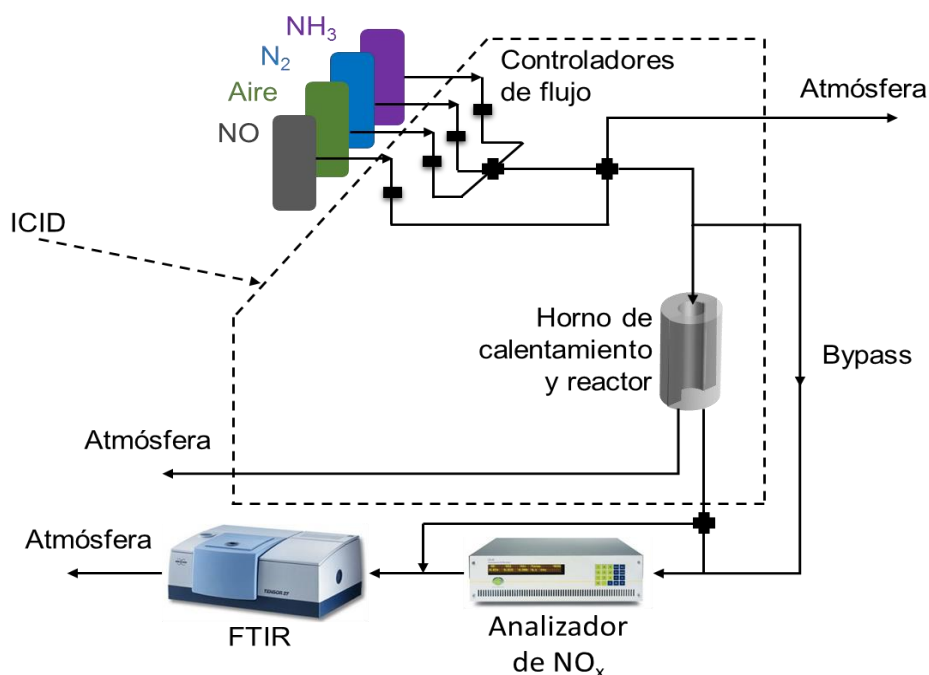 NH₃
N₂
Aire
NO
Controladores
de flujo
Atmósfera
ICID
Horno de
calentamiento
y reactor
Bypass
Atmósfera
Atmósfera
FTIR
Analizador
de NOₓ